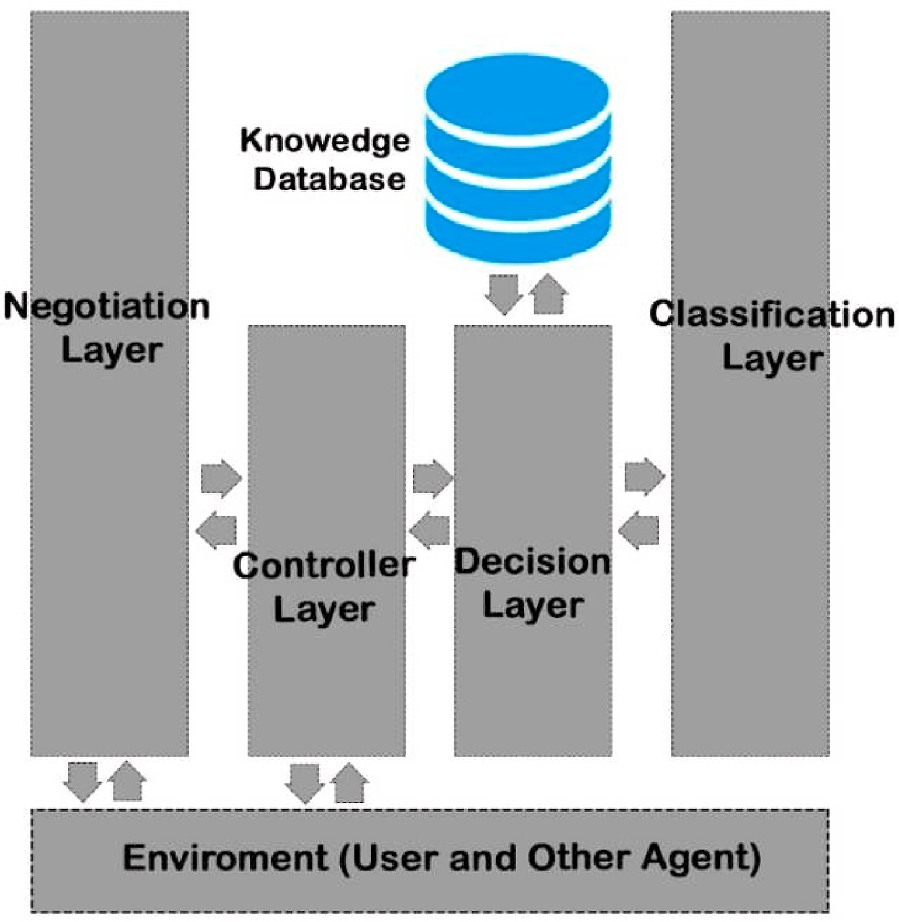 Knowedge
Database
Negotiation
Layer
Classification
Layer
Controller
Layer
Decision
Layer
Enviroment (User and Other Agent)